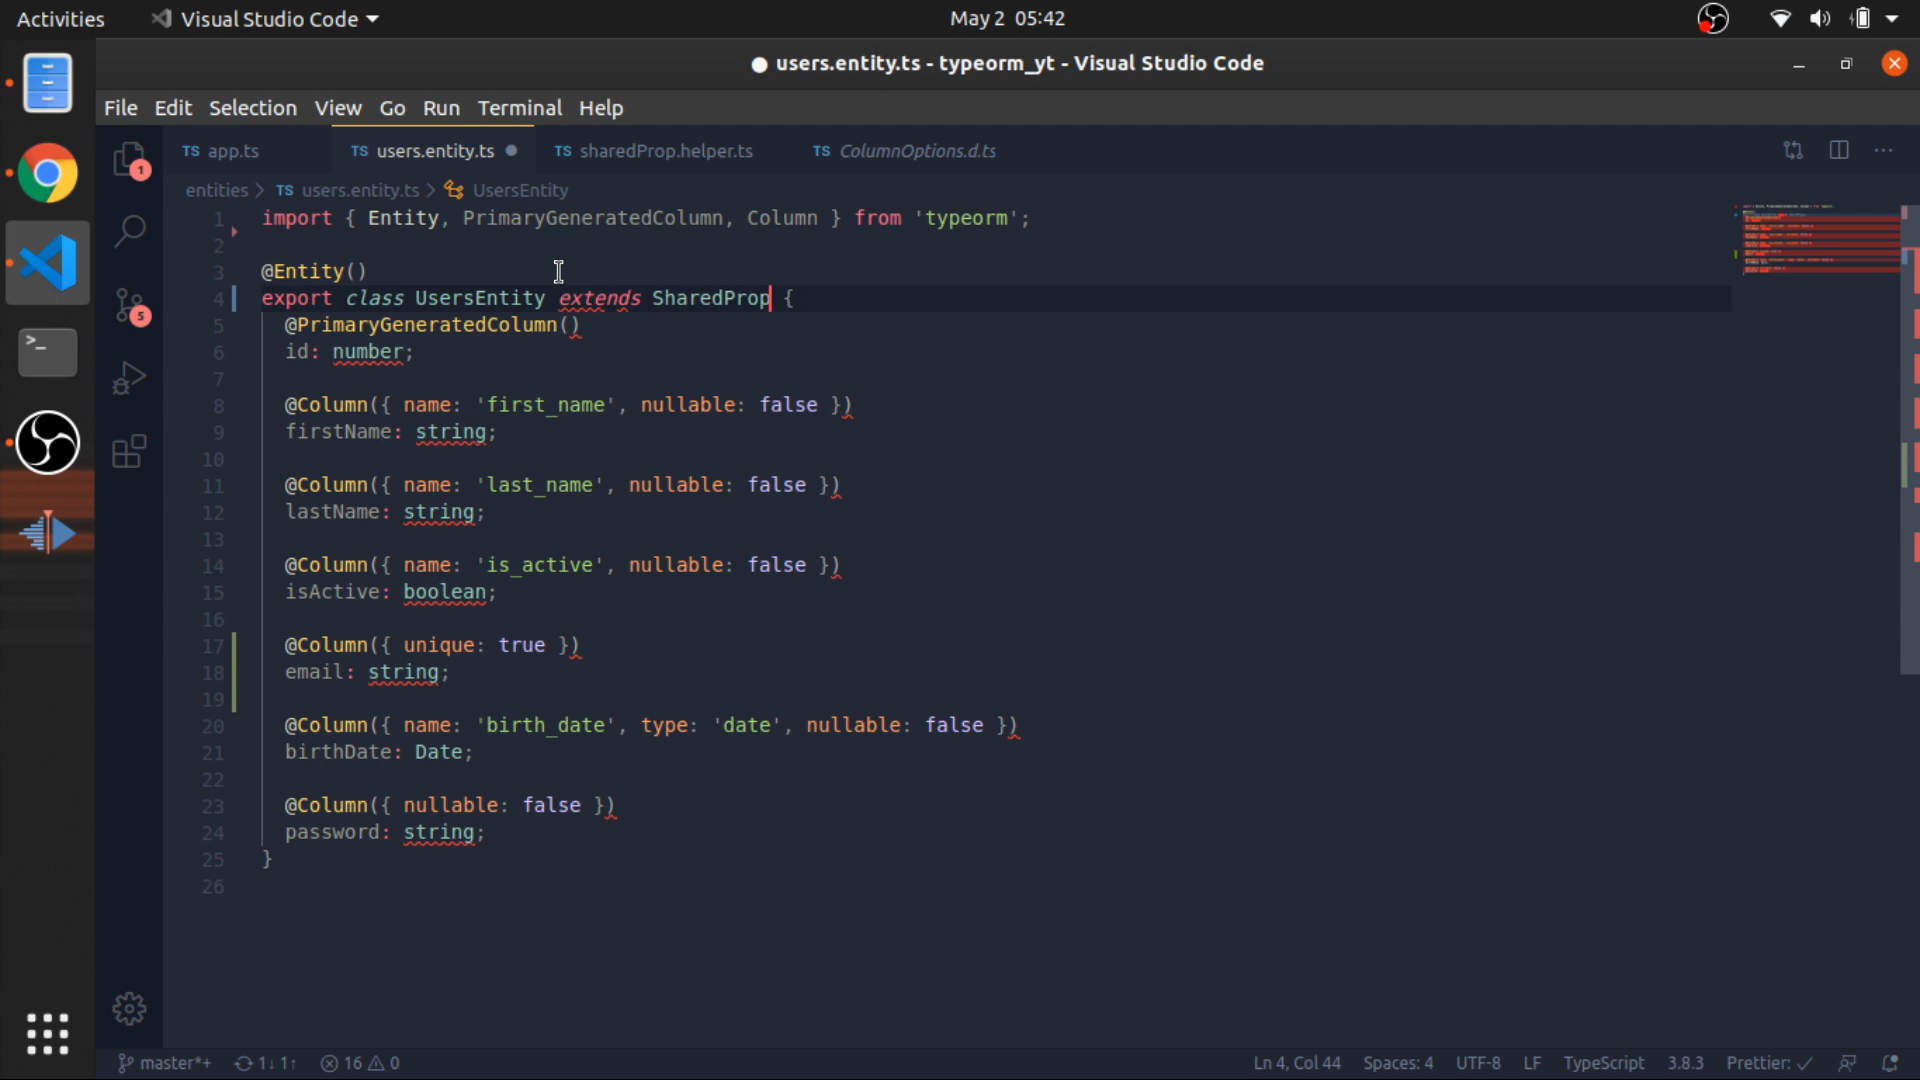 Activities
Visual Studio Code
May 2 05:42
users.entity.ts - typeorm_yt - Visual Studio Code
File Edit Selection View Go Run Terminal Help
TS app.ts
TS users.entity.ts
TS sharedProp.helper.ts
TS ColumnOptions.d.ts
entities > TS users.entity.ts > UsersEntity
1 import { Entity, PrimaryGeneratedColumn, Column } from 'typeorm';
2
3 @Entity()
4 export class UsersEntity extends SharedProp {
5 @PrimaryGeneratedColumn()
6 id: number;
7
8 @Column({ name: 'first_name', nullable: false })
9 firstName: string;
10
11 @Column({ name: 'last_name', nullable: false })
12 lastName: string;
13
14 @Column({ name: 'is_active', nullable: false })
15 isActive: boolean;
16
17 @Column({ unique: true })
18 email: string;
19
20 @Column({ name: 'birth_date', type: 'date', nullable: false })
21 birthDate: Date;
22
23 @Column({ nullable: false })
24 password: string;
25 }
26
1
5
master*+ 1↓ 1↑ 16 0
Ln 4, Col 44 Spaces: 4 UTF-8 LF TypeScript 3.8.3 Prettier: ✓